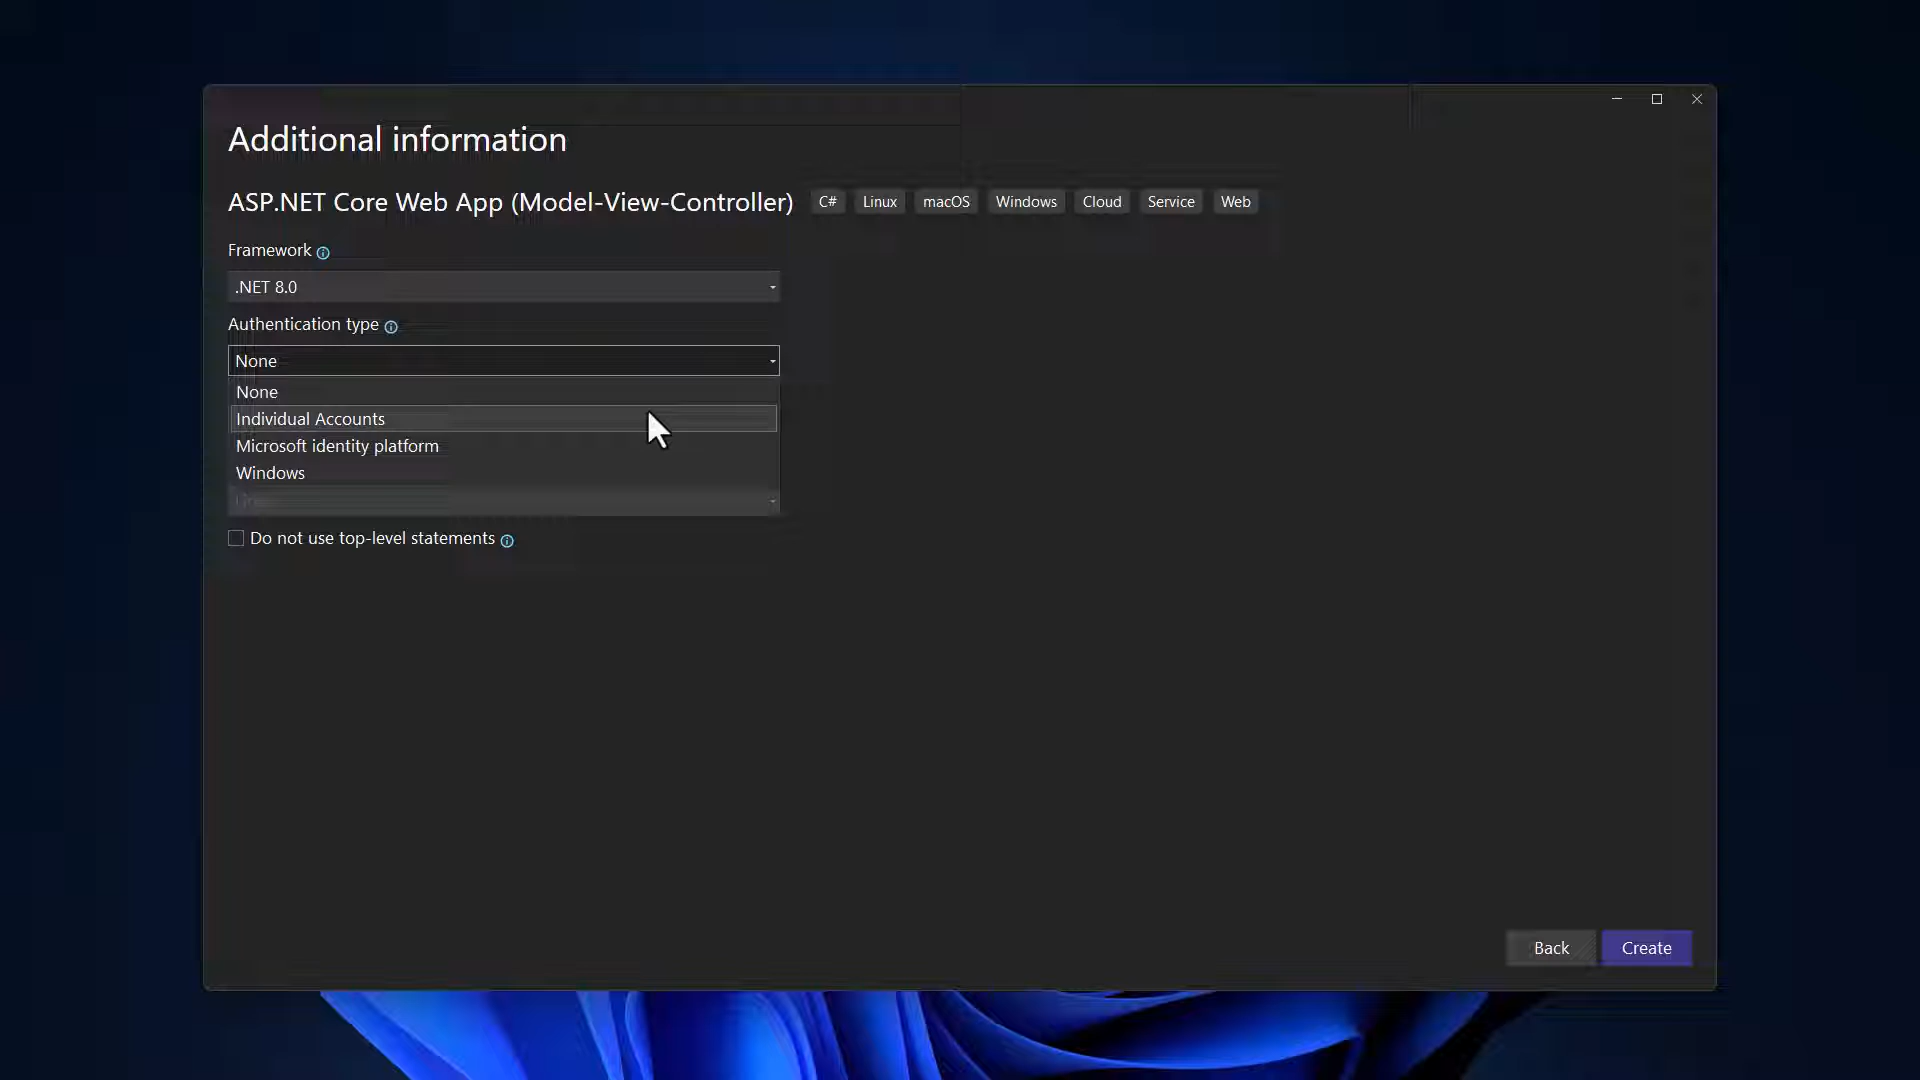 Additional information
ASP.NET Core Web App (Model-View-Controller) C# Linux macOS Windows Cloud Service Web
Framework
.NET 8.0
Authentication type
None
None
Individual Accounts
Microsoft identity platform
Windows
Do not use top-level statements
Back Create